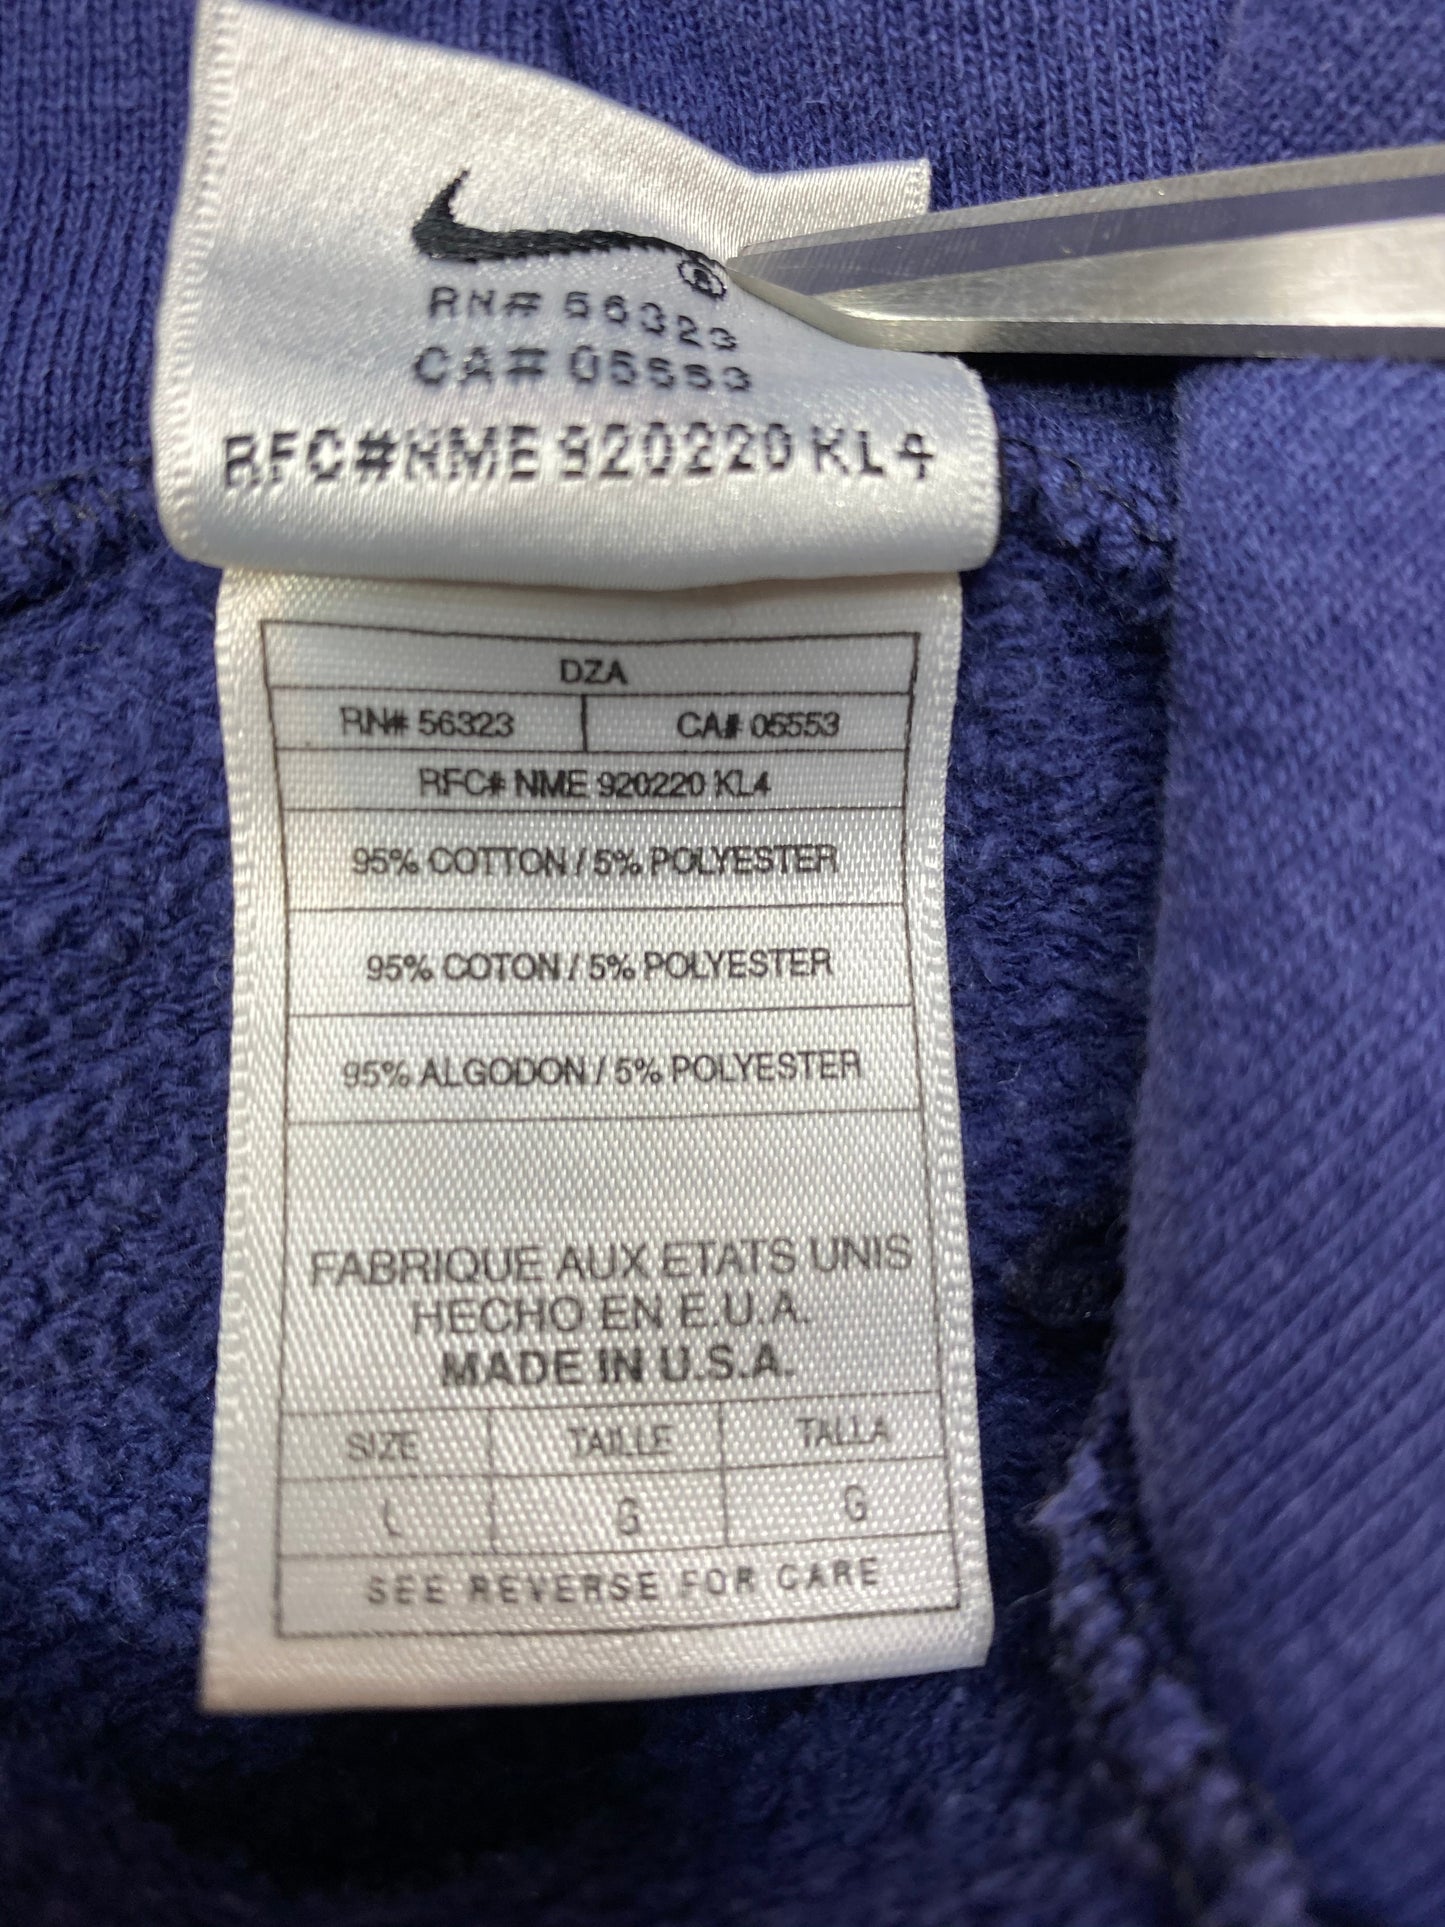 RN# 56323
CA# 05553
RFC# NME 920220 KL4
DZA
RN# 56323 CA# 05553
RFC# NME 920220 KL4
95% COTTON / 5% POLYESTER
95% COTON / 5% POLYESTER
95% ALGODON / 5% POLYESTER
FABRIQUE AUX ETATS UNIS
HECHO EN E.U.A.
MADE IN U.S.A.
SIZE TAILLE TALLA
L G G
SEE REVERSE FOR CARE